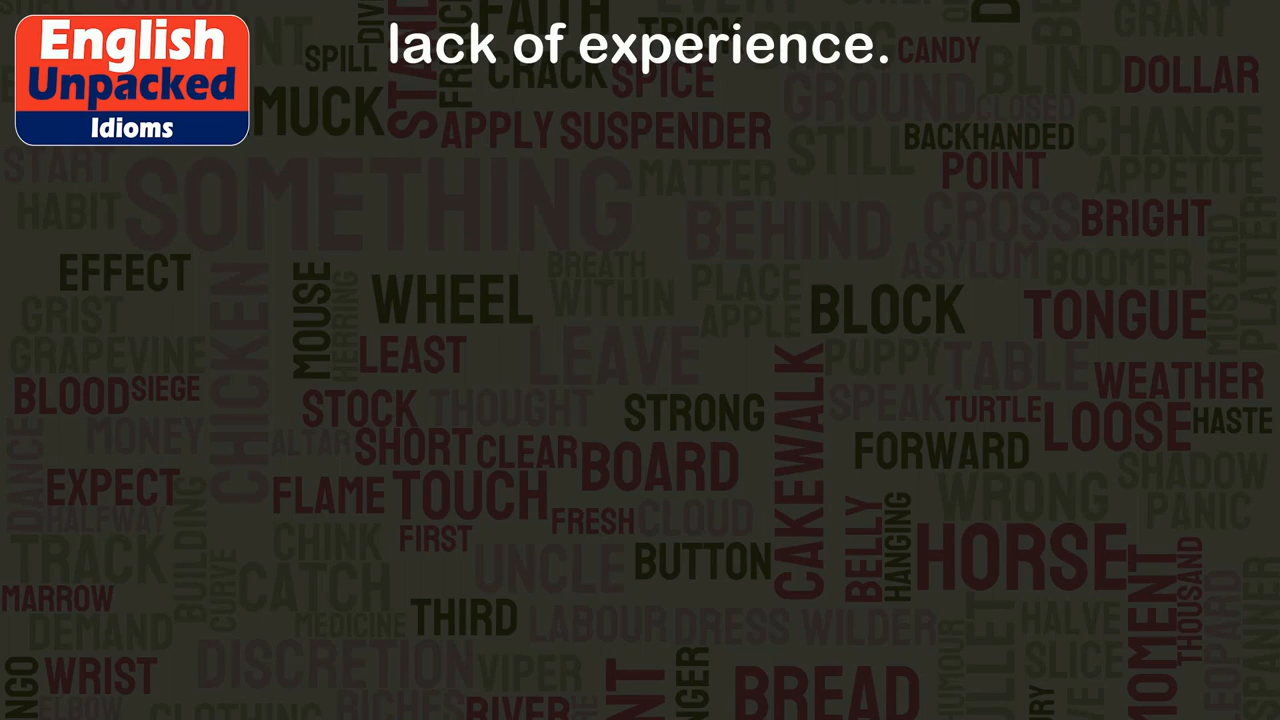 English
Unpacked
Idioms
lack of experience.
SPILL
FAITH
TRICK
GRANT
CRACK
SPICE
CANDY
BLIND
DOLLAR
MUCK
APPLY
SUSPENDER
GROUND
CLOSED
STILL
BACKHANDED
CHANGE
START
SOMETHING
MATTER
POINT
APPETITE
HABIT
BEHIND
CROSS
BRIGHT
EFFECT
BREATH
ASYLUM
BOOMER
MUSTARD
PLATTER
GRIST
CHICKEN
MOUSE
HERRING
WHEEL
WITHIN
PLACE
APPLE
BLOCK
TONGUE
GRAPEVINE
LEAST
LEAVE
PUPPY
TABLE
WEATHER
BLOOD
SIEGE
STOCK
THOUGHT
STRONG
CAKEWALK
SPEAK
TURTLE
LOOSE
HASTE
DANCE
MONEY
ALTAR
SHORT
CLEAR
BOARD
FORWARD
SHADOW
EXPECT
FLAME
TOUCH
FRESH
CLOUD
WRONG
PANIC
HALFWAY
BUILDING
FIRST
BELLY
HANGING
HORSE
TRACK
CURVE
CHINK
UNCLE
BUTTON
MOMENT
THOUSAND
MARROW
CATCH
THIRD
LABOUR
DRESS
WILDER
BULLET
HALVE
LEOPARD
SPANNER
DEMAND
MEDICINE
DISCRETION
VIPER
HUMOUR
SLICE
WRIST
BREAD
ELBOW
CLOTHING
RICHES
RIVER